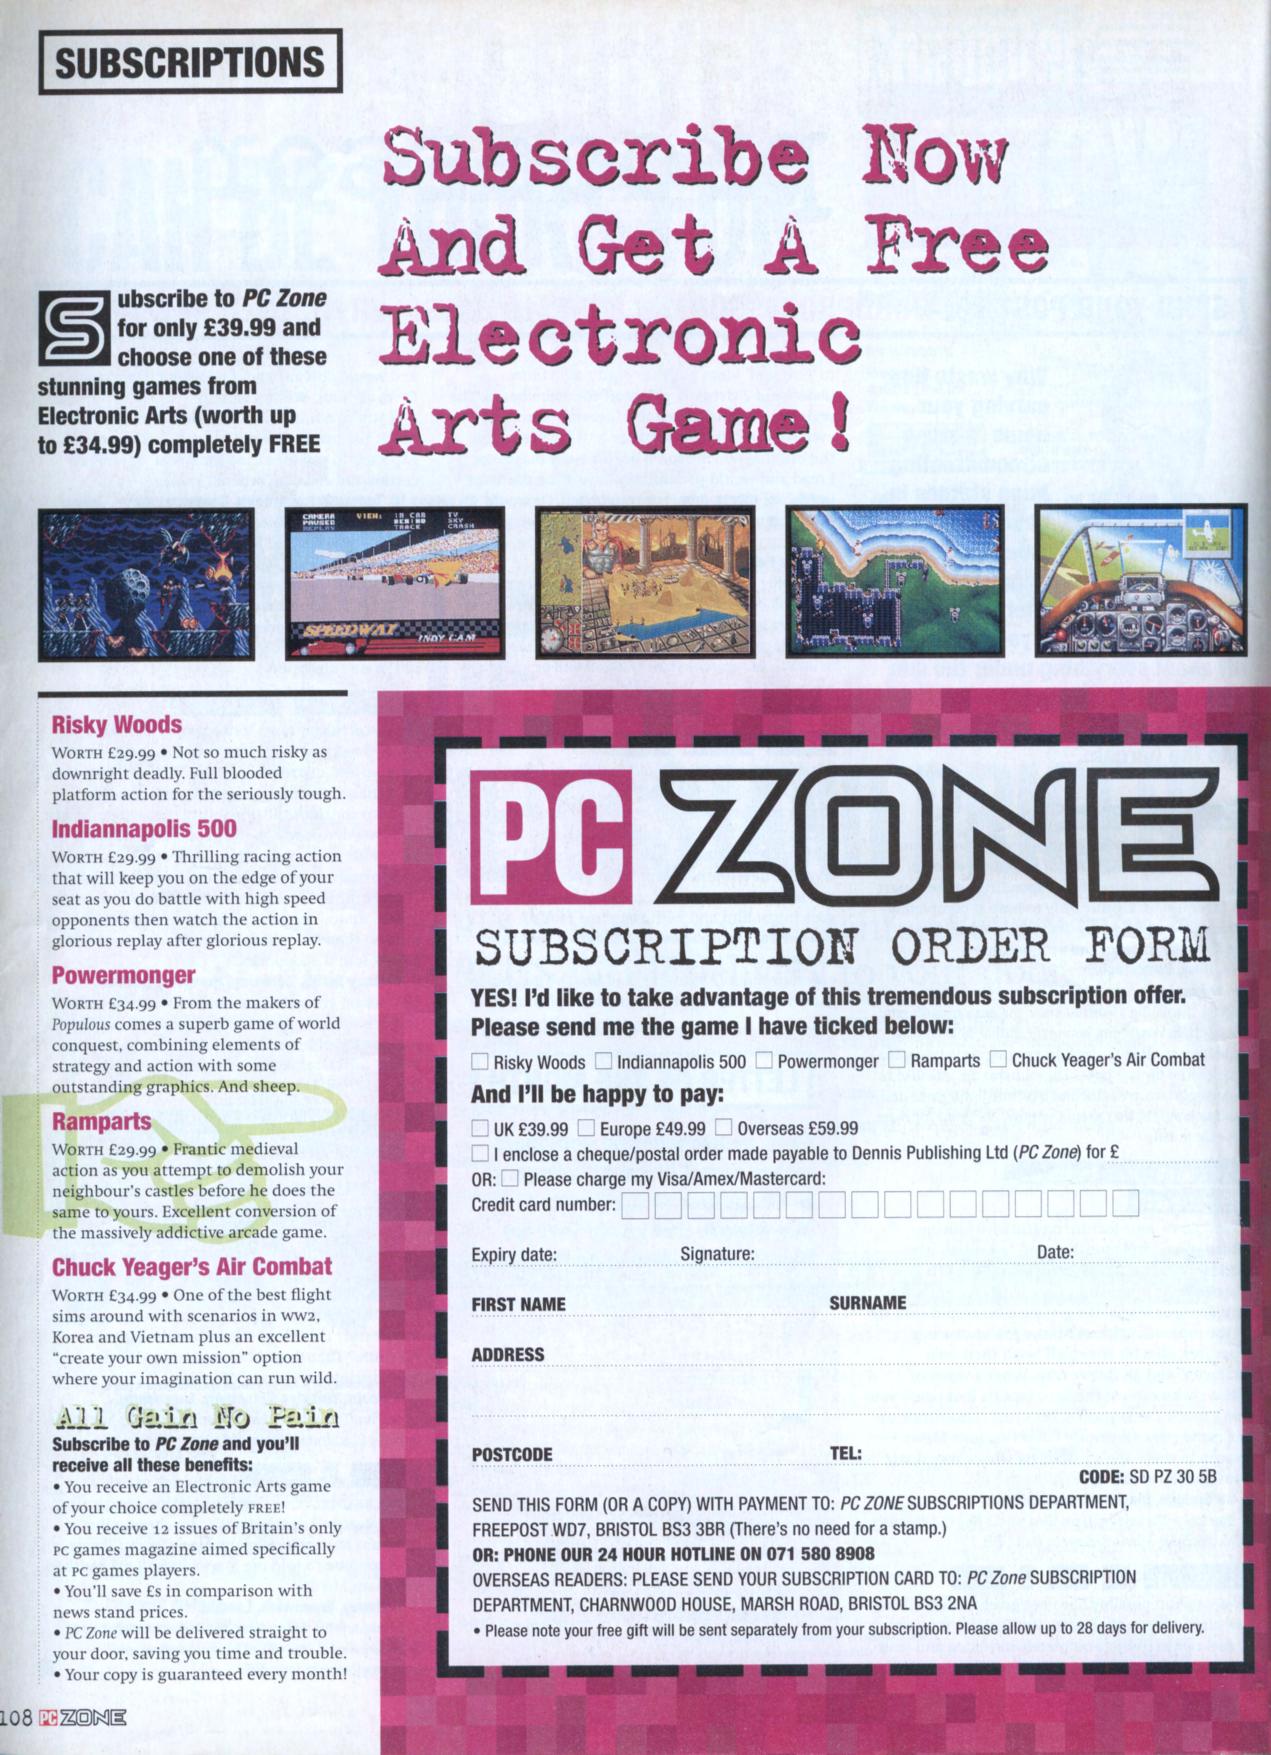 SUBSCRIPTIONS
Subscribe Now
And Get A Free
Electronic
Arts Game!
Subscribe to PC Zone
for only £39.99 and
choose one of these
stunning games from
Electronic Arts (worth up
to £34.99) completely FREE
CAMERA VIEW: IN CAR TV
PAUSED BEHIND SKY
REPLAY TRACK CRASH
SPEEDWAY INDY CAM
Risky Woods
WORTH £29.99 • Not so much risky as
downright deadly. Full blooded
platform action for the seriously tough.
Indiannapolis 500
WORTH £29.99 • Thrilling racing action
that will keep you on the edge of your
seat as you do battle with high speed
opponents then watch the action in
glorious replay after glorious replay.
Powermonger
WORTH £34.99 • From the makers of
Populous comes a superb game of world
conquest, combining elements of
strategy and action with some
outstanding graphics. And sheep.
Ramparts
WORTH £29.99 • Frantic medieval
action as you attempt to demolish your
neighbour's castles before he does the
same to yours. Excellent conversion of
the massively addictive arcade game.
Chuck Yeager's Air Combat
WORTH £34.99 • One of the best flight
sims around with scenarios in WW2,
Korea and Vietnam plus an excellent
"create your own mission" option
where your imagination can run wild.
All Gain No Pain
Subscribe to PC Zone and you'll
receive all these benefits:
• You receive an Electronic Arts game
of your choice completely FREE!
• You receive 12 issues of Britain's only
PC games magazine aimed specifically
at PC games players.
• You'll save £s in comparison with
news stand prices.
• PC Zone will be delivered straight to
your door, saving you time and trouble.
• Your copy is guaranteed every month!
PC ZONE
SUBSCRIPTION ORDER FORM
YES! I'd like to take advantage of this tremendous subscription offer.
Please send me the game I have ticked below:
Risky Woods Indiannapolis 500 Powermonger Ramparts Chuck Yeager's Air Combat
And I'll be happy to pay:
UK £39.99 Europe £49.99 Overseas £59.99
I enclose a cheque/postal order made payable to Dennis Publishing Ltd (PC Zone) for £
OR: Please charge my Visa/Amex/Mastercard:
Credit card number:
Expiry date: Signature: Date:
FIRST NAME SURNAME
ADDRESS
POSTCODE TEL:
CODE: SD PZ 30 5B
SEND THIS FORM (OR A COPY) WITH PAYMENT TO: PC ZONE SUBSCRIPTIONS DEPARTMENT,
FREEPOST WD7, BRISTOL BS3 3BR (There's no need for a stamp.)
OR: PHONE OUR 24 HOUR HOTLINE ON 071 580 8908
OVERSEAS READERS: PLEASE SEND YOUR SUBSCRIPTION CARD TO: PC Zone SUBSCRIPTION
DEPARTMENT, CHARNWOOD HOUSE, MARSH ROAD, BRISTOL BS3 2NA
• Please note your free gift will be sent separately from your subscription. Please allow up to 28 days for delivery.
108 PC ZONE